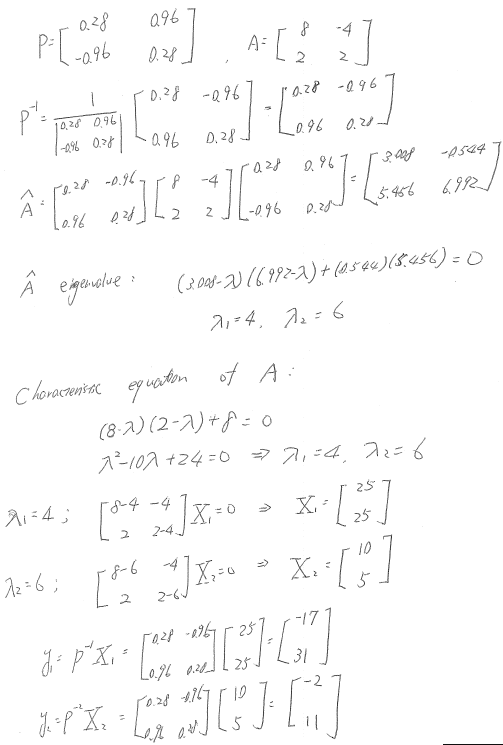 P = [ 0.28 0.96 ; -0.96 0.28 ] , A = [ 8 -4 ; 2 2 ]
P⁻¹ = 1 / | 0.28 0.96 ; -0.96 0.28 | [ 0.28 -0.96 ; 0.96 0.28 ] = [ 0.28 -0.96 ; 0.96 0.28 ]
Â = [ 0.28 -0.96 ; 0.96 0.28 ] [ 8 -4 ; 2 2 ] [ 0.28 0.96 ; -0.96 0.28 ] = [ 3.008 -0.544 ; 5.456 6.992 ]
Â eigenvalue : (3.008-λ)(6.992-λ)+(0.544)(5.456) = 0
λ₁=4, λ₂=6
Characteristic equation of A :
(8-λ)(2-λ)+8=0
λ²-10λ+24=0 ⇒ λ₁=4, λ₂=6
λ₁=4 ; [ 8-4 -4 ; 2 2-4 ] X₁=0 ⇒ X₁= [ 25 ; 25 ]
λ₂=6 ; [ 8-6 -4 ; 2 2-6 ] X₂=0 ⇒ X₂= [ 10 ; 5 ]
y₁= P⁻¹X₁ = [ 0.28 -0.96 ; 0.96 0.28 ] [ 25 ; 25 ] = [ -17 ; 31 ]
y₂= P⁻¹X₂ = [ 0.28 -0.96 ; 0.96 0.28 ] [ 10 ; 5 ] = [ -2 ; 11 ]